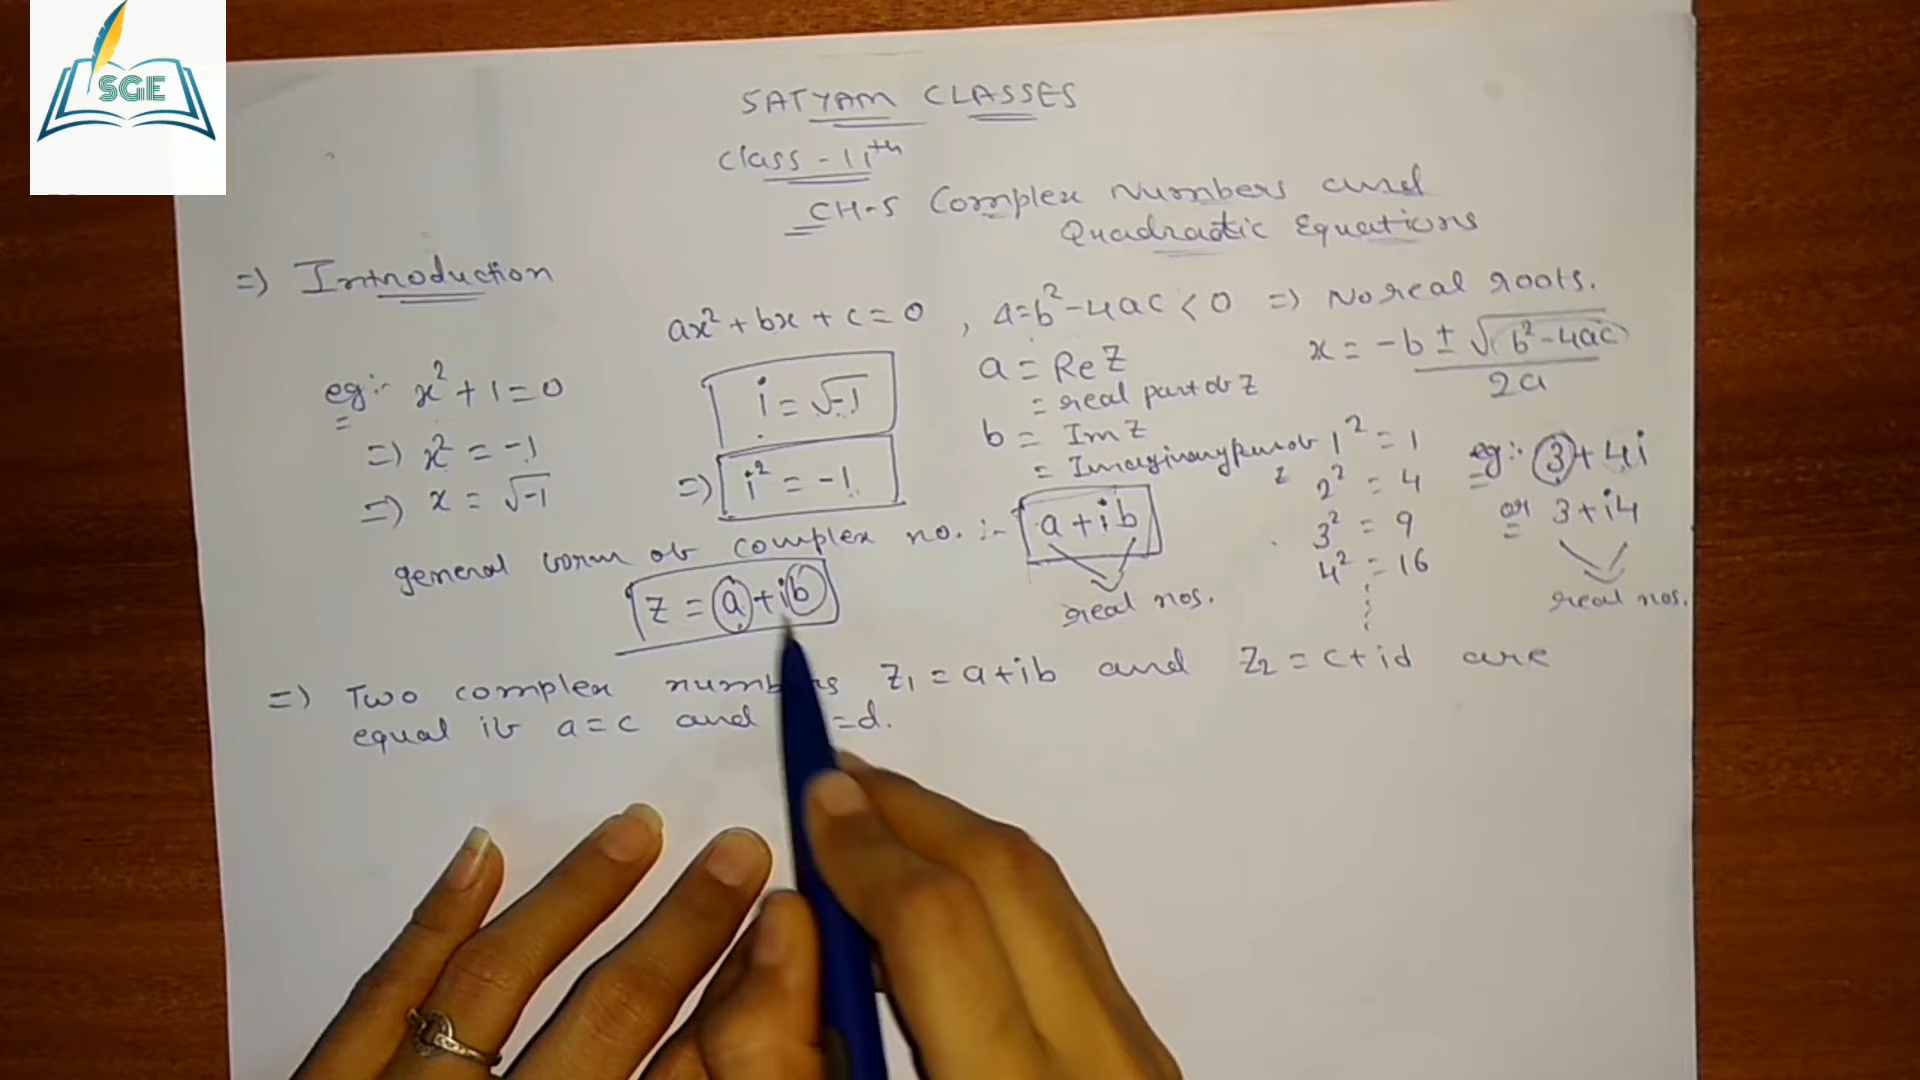 SGE
SATYAM CLASSES
Class - 11th
CH-5 Complex Numbers and
Quadratic Equations
=) Introduction
ax² + bx + c = 0 , Δ=b²-4ac < 0 =) No real roots.
x = -b ± √b²-4ac
2a
eg:- x² + 1 = 0
=) x² = -1
=) x = √-1
i = √-1
=) i² = -1
a = Re Z
= real part of Z
b = Im Z
= Imaginary part of
Z
1² = 1
2² = 4
3² = 9
4² = 16
eg:- 3 + 4i
or 3 + i4
real nos.
general form of complex no. :- a + ib
real nos.
Z = a + ib
=) Two complex numbers Z₁ = a + ib and Z₂ = c + id are
equal if a = c and = d.